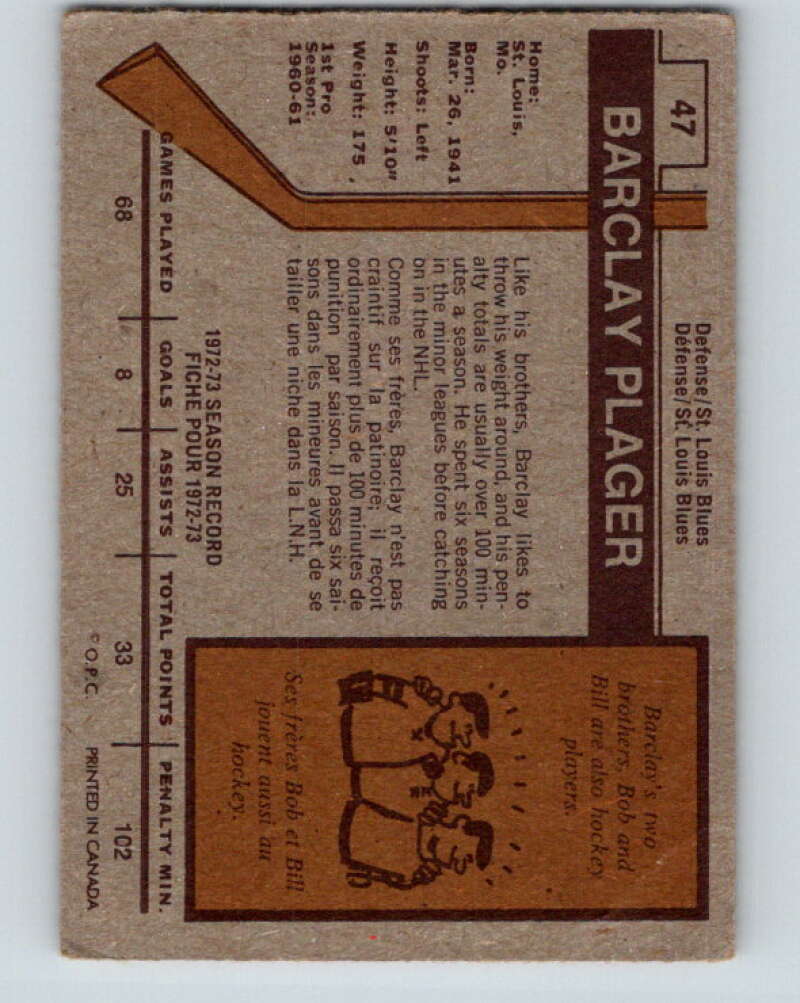 47
BARCLAY PLAGER
Defense/St. Louis Blues
Défense/St. Louis Blues
Home:
St. Louis,
Mo.
Born:
Mar. 26, 1941
Shoots: Left
Height: 5'10"
Weight: 175
1st Pro
Season:
1960-61
Like his brothers, Barclay likes to
throw his weight around, and his pen-
alty totals are usually over 100 min-
utes a season. He spent six seasons
in the minor leagues before catching
on in the NHL.
Comme ses frères, Barclay n'est pas
craintif sur la patinoire; il reçoit
ordinairement plus de 100 minutes de
punition par saison. Il passa six sai-
sons dans les mineures avant de se
tailler une niche dans la L.N.H.
Barclay's two
brothers, Bob and
Bill are also hockey
players.
Ses frères Bob et Bill
jouent aussi au
hockey.
1972-73 SEASON RECORD
FICHE POUR 1972-73
GAMES PLAYED GOALS ASSISTS TOTAL POINTS PENALTY MIN.
68 8 25 33 102
© O.P.C. PRINTED IN CANADA